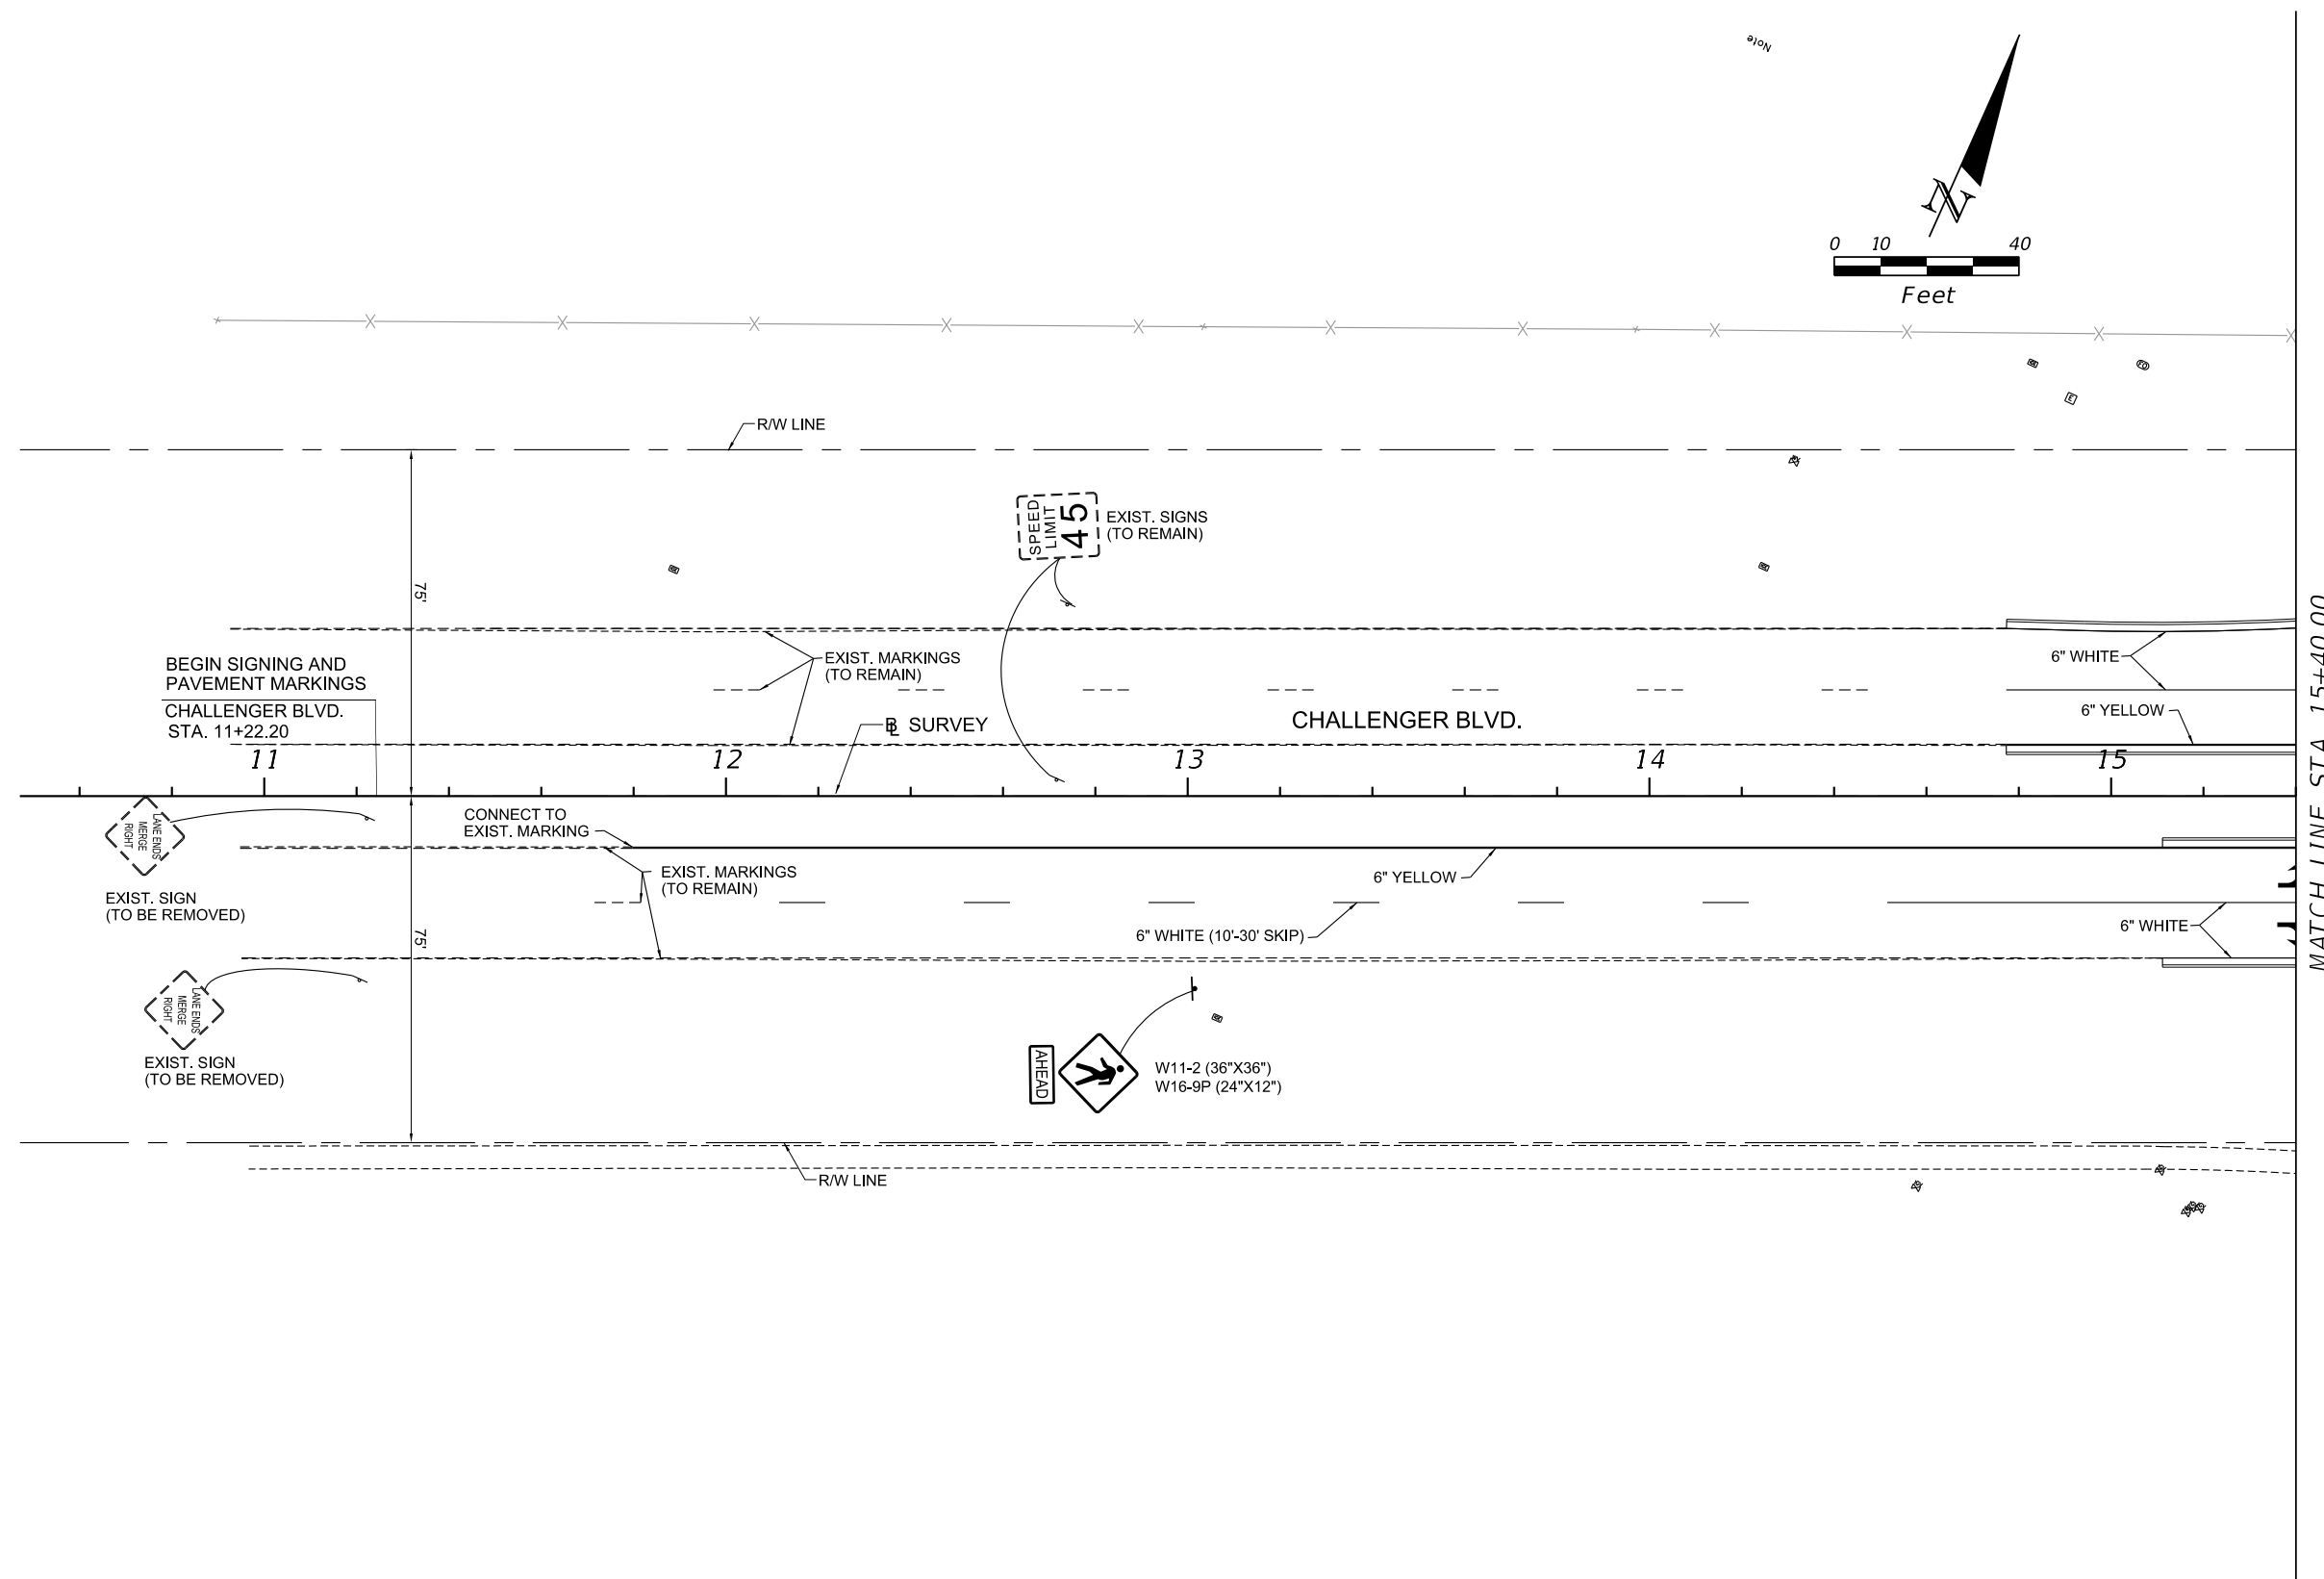 Note
N
0 10 40
Feet
R/W LINE
SPEED
LIMIT
45
EXIST. SIGNS
(TO REMAIN)
75'
BEGIN SIGNING AND
PAVEMENT MARKINGS
CHALLENGER BLVD.
STA. 11+22.20
EXIST. MARKINGS
(TO REMAIN)
BL SURVEY
CHALLENGER BLVD.
6" WHITE
6" YELLOW
11 12 13 14 15
MATCH LINE STA. 15+40.00
LANE ENDS
MERGE
RIGHT
EXIST. SIGN
(TO BE REMOVED)
CONNECT TO
EXIST. MARKING
EXIST. MARKINGS
(TO REMAIN)
6" YELLOW
6" WHITE (10'-30' SKIP)
6" WHITE
75'
LANE ENDS
MERGE
RIGHT
EXIST. SIGN
(TO BE REMOVED)
AHEAD
W11-2 (36"X36")
W16-9P (24"X12")
R/W LINE